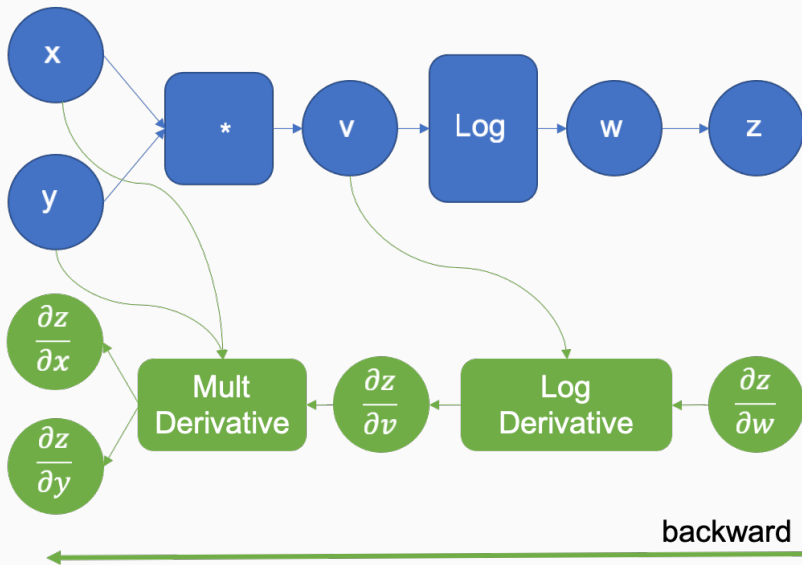 x
y
*
v
Log
w
z
∂z
∂x
∂z
∂y
Mult
Derivative
∂z
∂v
Log
Derivative
∂z
∂w
backward